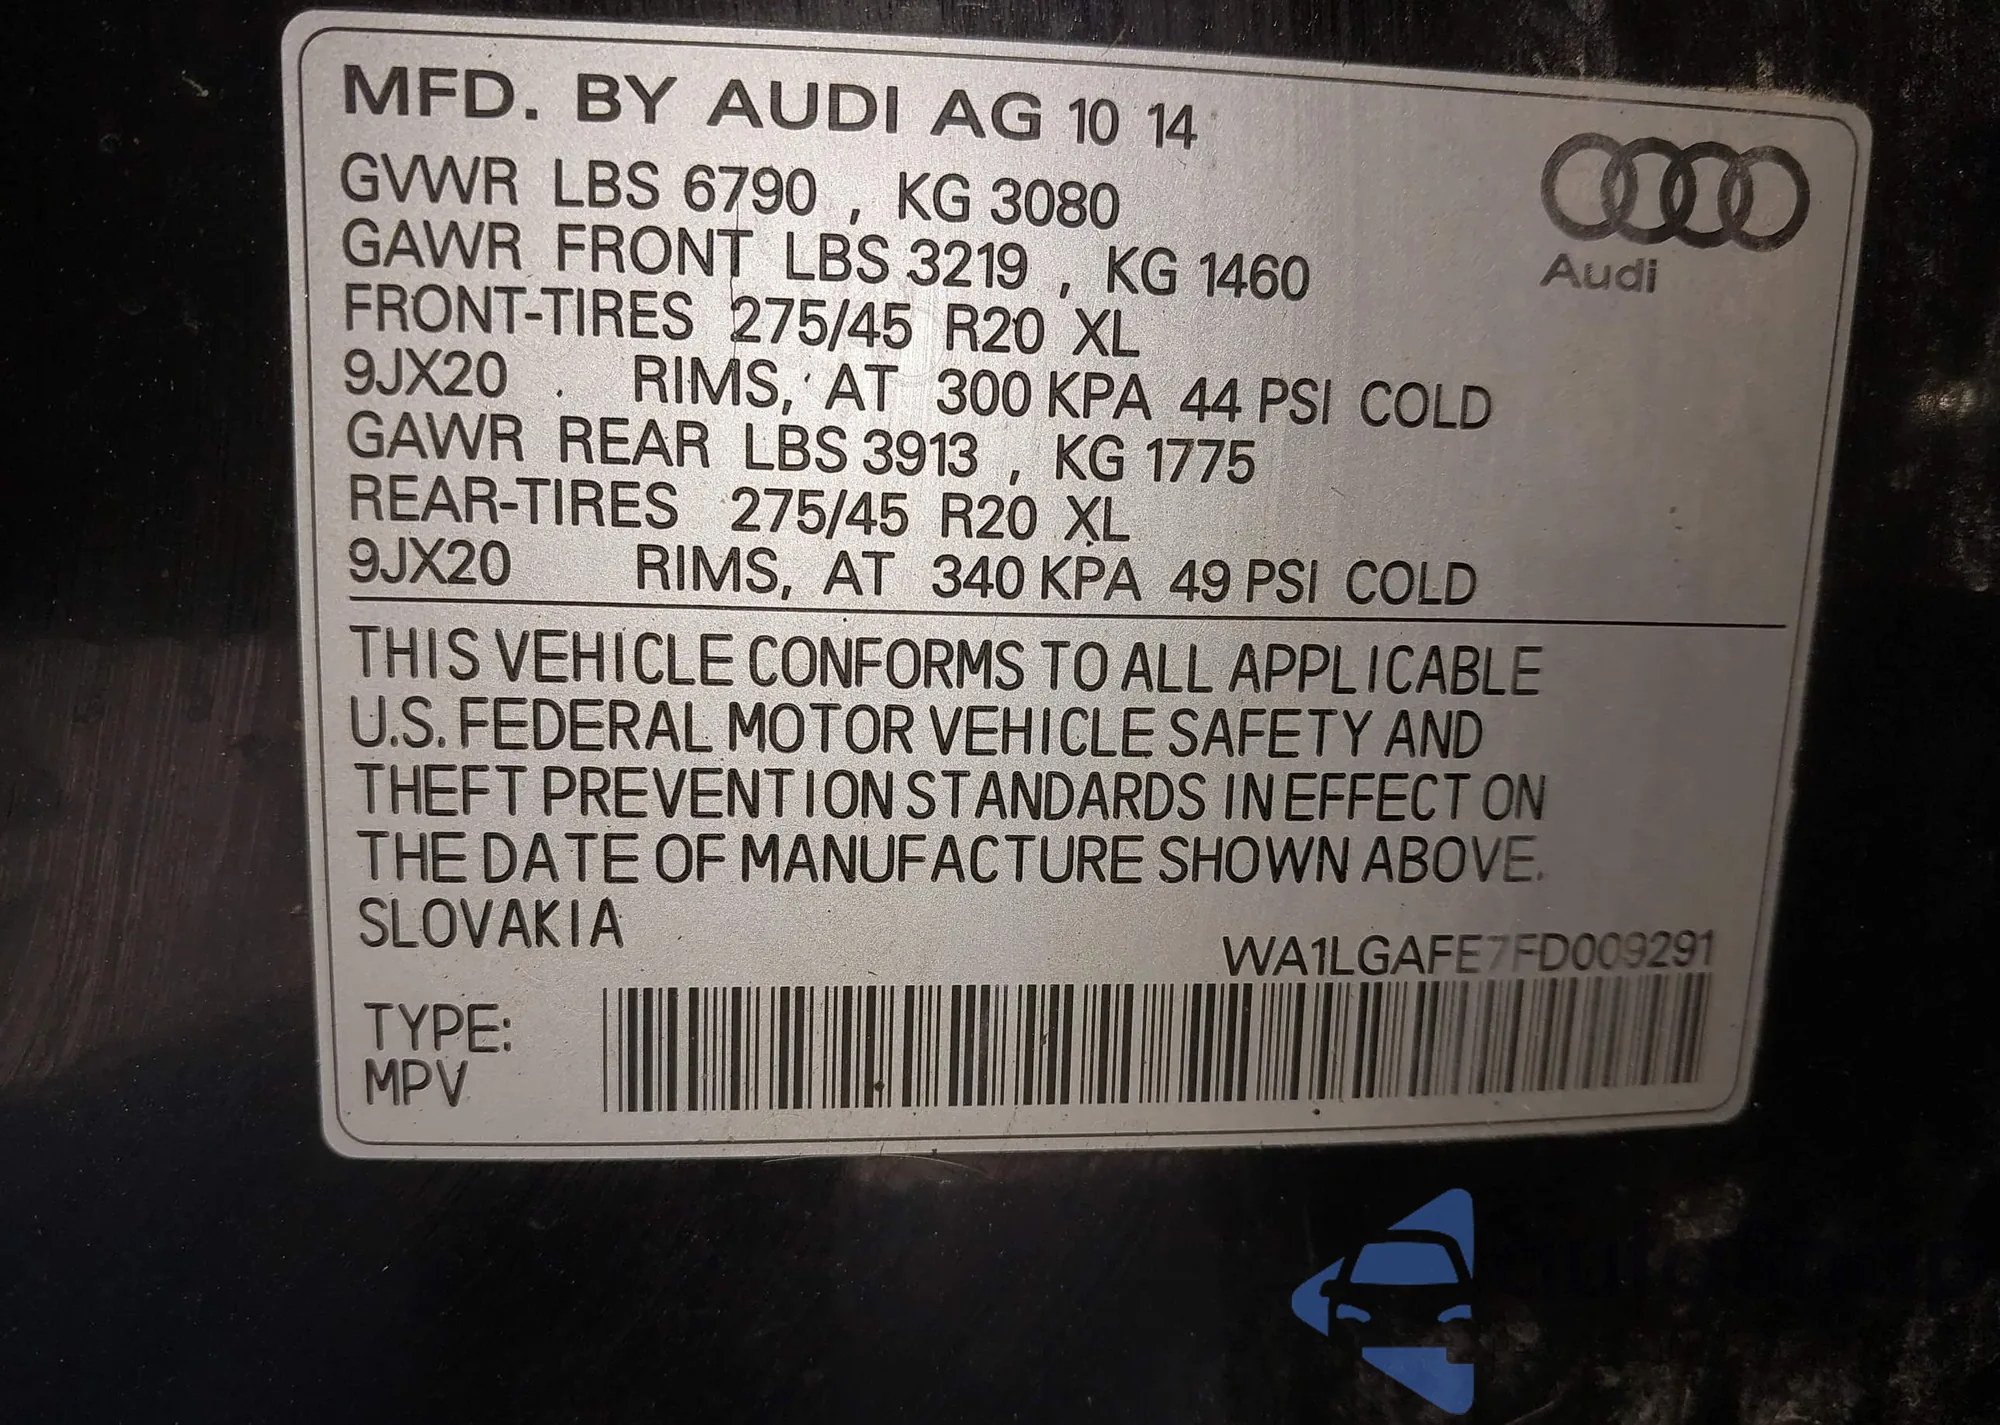 MFD. BY AUDI AG 10 14
GVWR LBS 6790 , KG 3080
GAWR FRONT LBS 3219 , KG 1460
FRONT-TIRES 275/45 R20 XL
9JX20 RIMS, AT 300 KPA 44 PSI COLD
GAWR REAR LBS 3913 , KG 1775
REAR-TIRES 275/45 R20 XL
9JX20 RIMS, AT 340 KPA 49 PSI COLD
Audi
THIS VEHICLE CONFORMS TO ALL APPLICABLE
U.S. FEDERAL MOTOR VEHICLE SAFETY AND
THEFT PREVENTION STANDARDS IN EFFECT ON
THE DATE OF MANUFACTURE SHOWN ABOVE.
SLOVAKIA
WA1LGAFE7FD009291
TYPE:
MPV